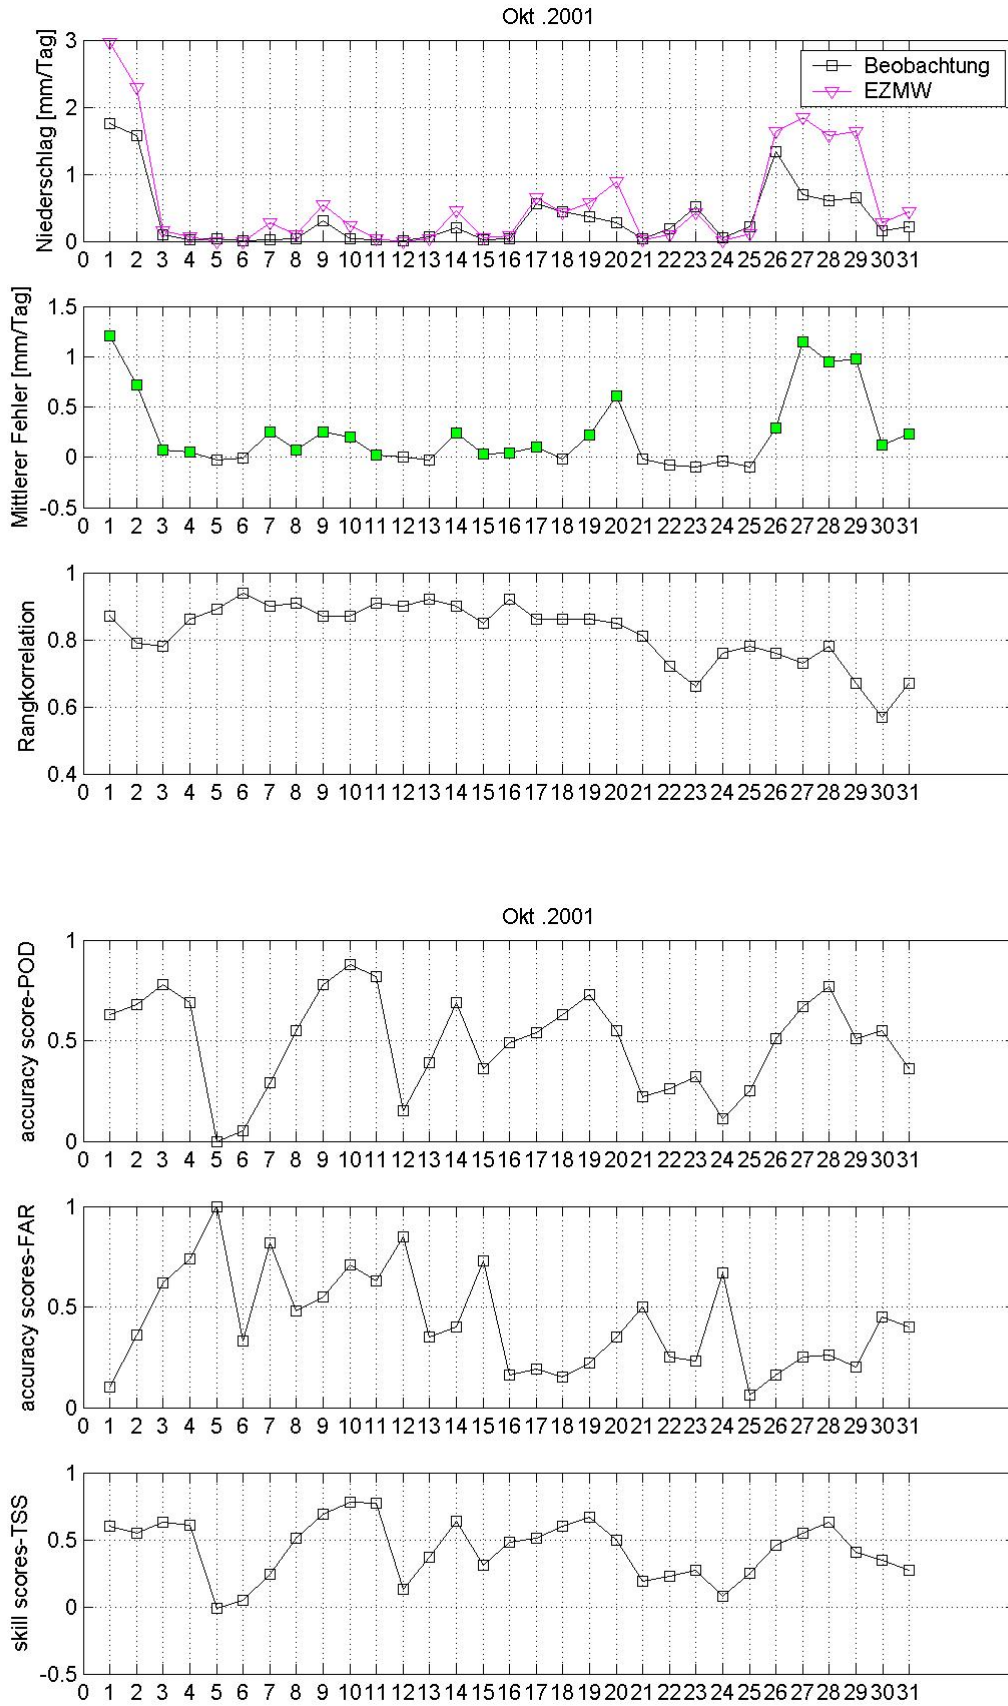 Okt .2001
Niederschlag [mm/Tag]
3
2
1
0
Beobachtung
EZMW
0 1 2 3 4 5 6 7 8 9 10 11 12 13 14 15 16 17 18 19 20 21 22 23 24 25 26 27 28 29 30 31
Mittlerer Fehler [mm/Tag]
1.5
1
0.5
0
-0.5
0 1 2 3 4 5 6 7 8 9 10 11 12 13 14 15 16 17 18 19 20 21 22 23 24 25 26 27 28 29 30 31
Rangkorrelation
1
0.8
0.6
0.4
0 1 2 3 4 5 6 7 8 9 10 11 12 13 14 15 16 17 18 19 20 21 22 23 24 25 26 27 28 29 30 31
Okt .2001
accuracy score-POD
1
0.5
0
0 1 2 3 4 5 6 7 8 9 10 11 12 13 14 15 16 17 18 19 20 21 22 23 24 25 26 27 28 29 30 31
accuracy scores-FAR
1
0.5
0
0 1 2 3 4 5 6 7 8 9 10 11 12 13 14 15 16 17 18 19 20 21 22 23 24 25 26 27 28 29 30 31
skill scores-TSS
1
0.5
0
-0.5
0 1 2 3 4 5 6 7 8 9 10 11 12 13 14 15 16 17 18 19 20 21 22 23 24 25 26 27 28 29 30 31